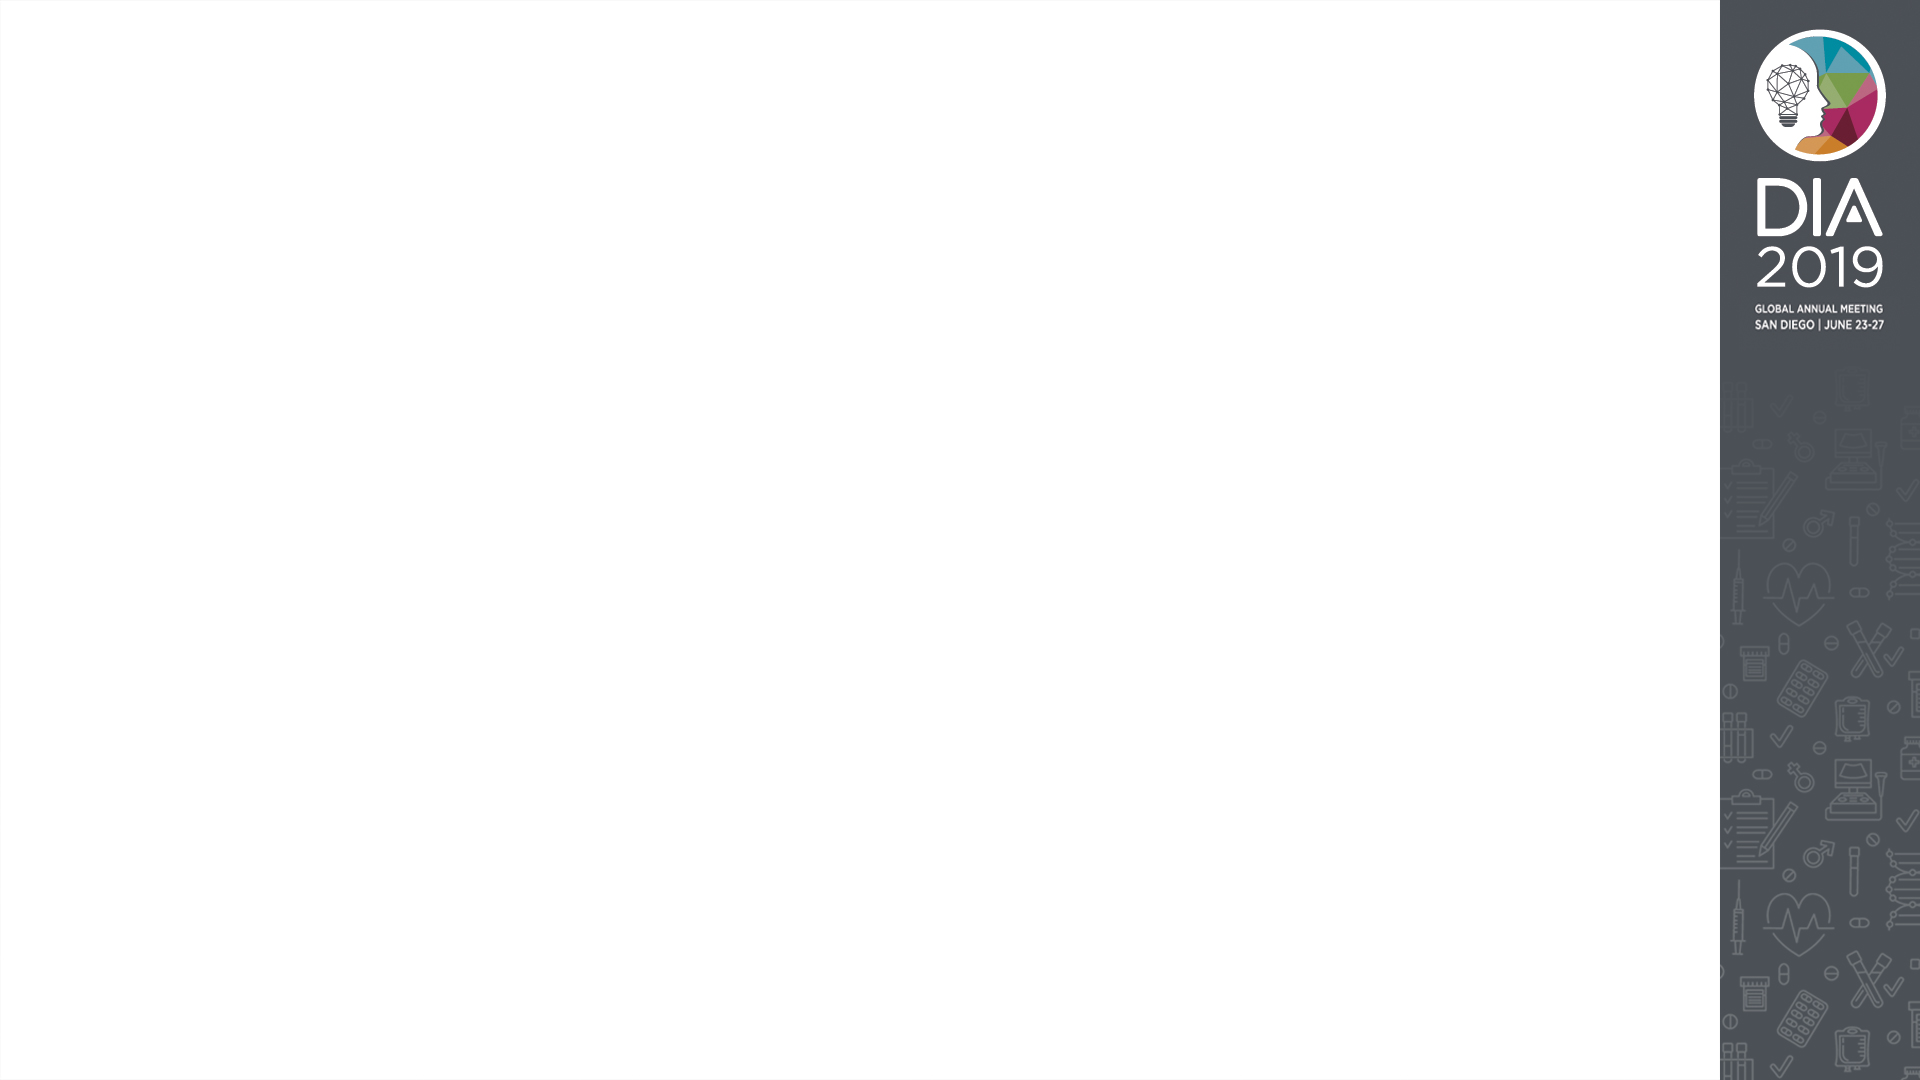 DIA
2019
GLOBAL ANNUAL MEETING
SAN DIEGO | JUNE 23-27